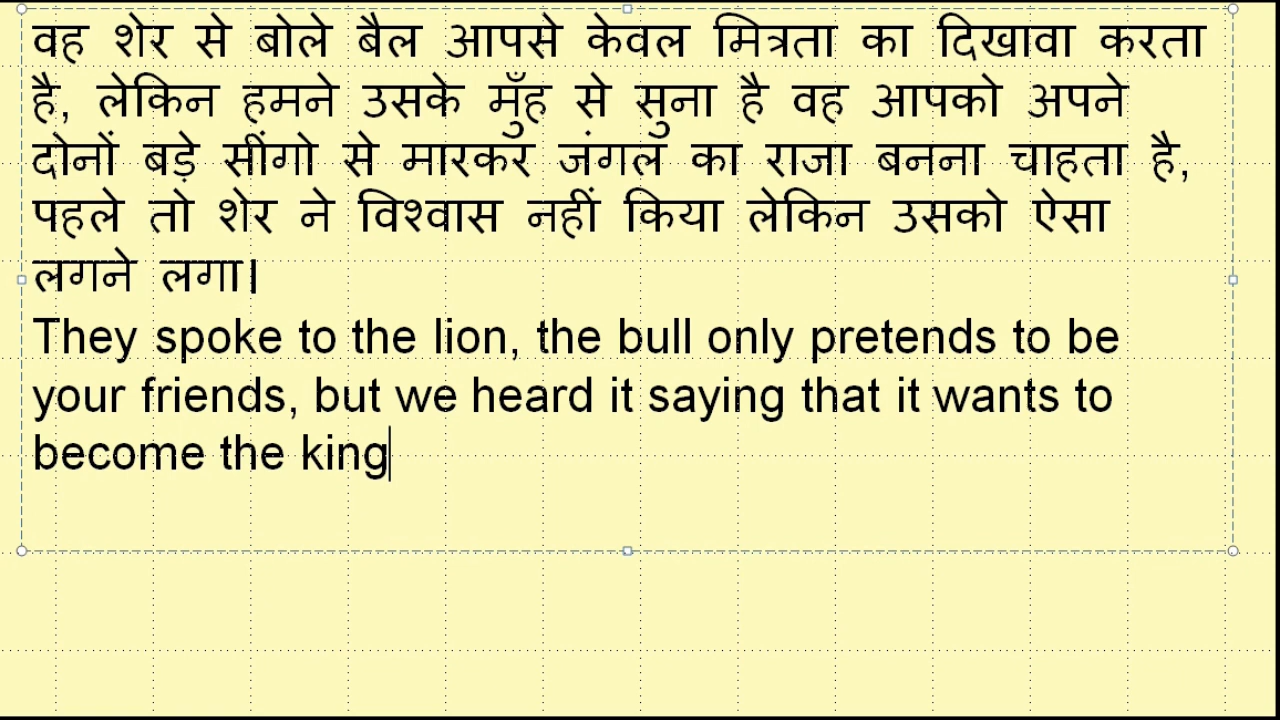 वह शेर से बोले बैल आपसे केवल मित्रता का दिखावा करता
है, लेकिन हमने उसके मुँह से सुना है वह आपको अपने
दोनों बड़े सींगो से मारकर जंगल का राजा बनना चाहता है,
पहले तो शेर ने विश्वास नहीं किया लेकिन उसको ऐसा
लगने लगा।
They spoke to the lion, the bull only pretends to be
your friends, but we heard it saying that it wants to
become the king